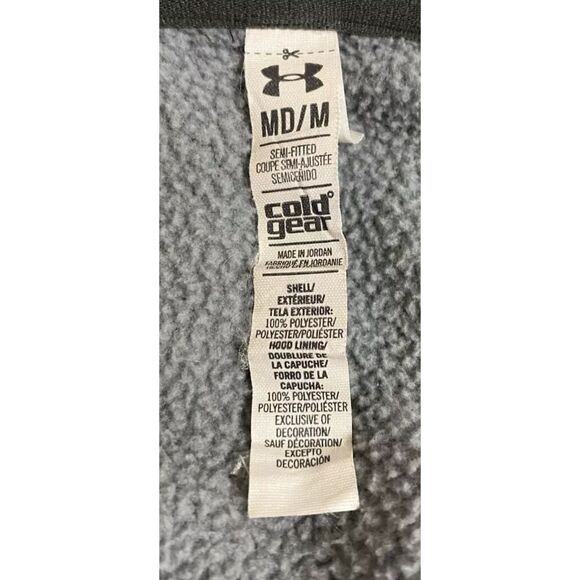 MD/M
SEMI-FITTED
COUPE SEMI-AJUSTÉE
SEMICEÑIDO
cold
gear
MADE IN JORDAN
FABRIQUÉ EN JORDANIE
SHELL/
EXTÉRIEUR/
TELA EXTERIOR:
100% POLYESTER/
POLYESTER/POLIÉSTER
HOOD LINING/
DOUBLURE DE
LA CAPUCHE/
FORRO DE LA
CAPUCHA:
100% POLYESTER/
POLYESTER/POLIÉSTER
EXCLUSIVE OF
DECORATION/
SAUF DÉCORATION/
EXCEPTO
DECORACIÓN